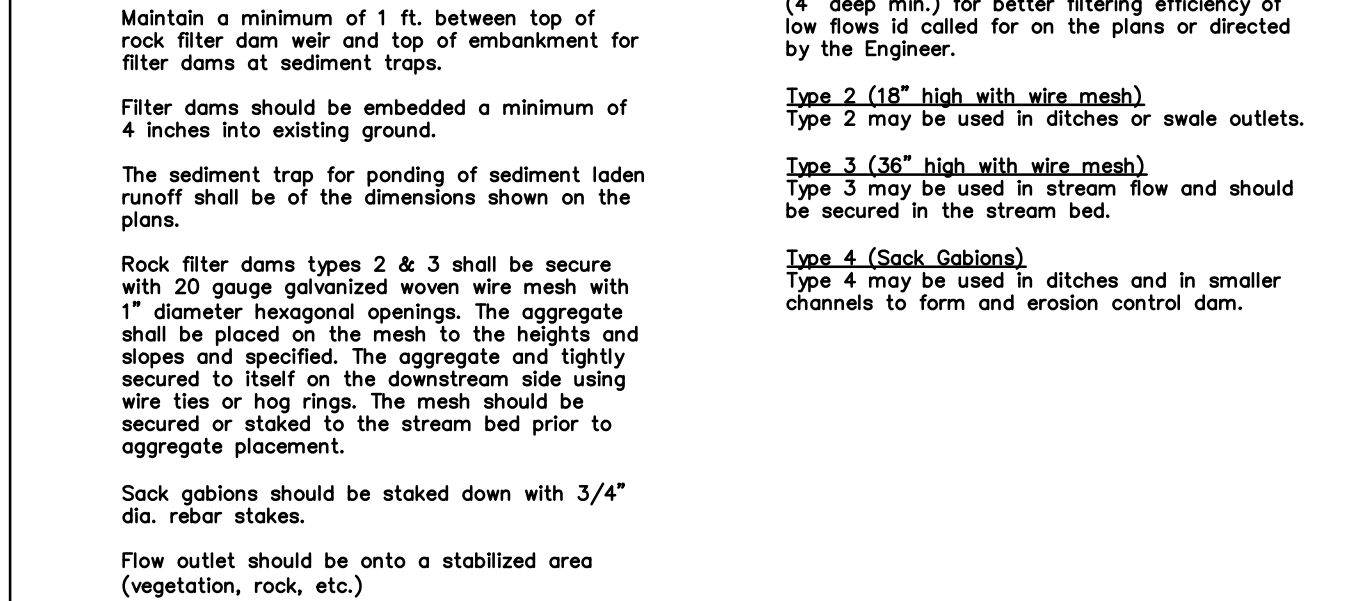 Maintain a minimum of 1 ft. between top of
rock filter dam weir and top of embankment for
filter dams at sediment traps.
Filter dams should be embedded a minimum of
4 inches into existing ground.
The sediment trap for ponding of sediment laden
runoff shall be of the dimensions shown on the
plans.
Rock filter dams types 2 & 3 shall be secure
with 20 gauge galvanized woven wire mesh with
1" diameter hexagonal openings. The aggregate
shall be placed on the mesh to the heights and
slopes and specified. The aggregate and tightly
secured to itself on the downstream side using
wire ties or hog rings. The mesh should be
secured or staked to the stream bed prior to
aggregate placement.
Sack gabions should be staked down with 3/4"
dia. rebar stakes.
Flow outlet should be onto a stabilized area
(vegetation, rock, etc.)
(4" deep min.) for better filtering efficiency of
low flows id called for on the plans or directed
by the Engineer.
Type 2 (18" high with wire mesh)
Type 2 may be used in ditches or swale outlets.
Type 3 (36" high with wire mesh)
Type 3 may be used in stream flow and should
be secured in the stream bed.
Type 4 (Sack Gabions)
Type 4 may be used in ditches and in smaller
channels to form and erosion control dam.